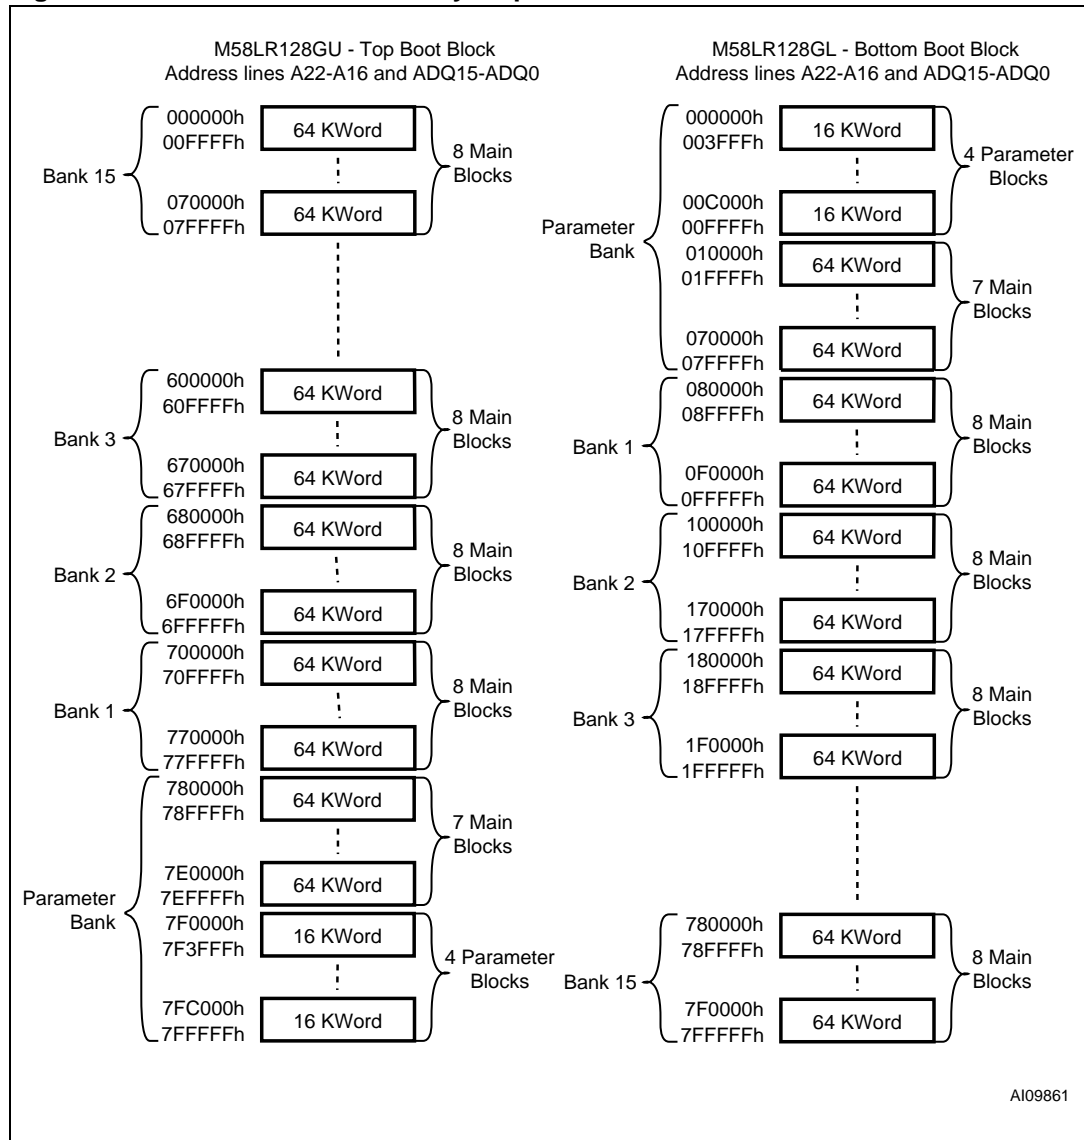 M58LR128GU - Top Boot Block
Address lines A22-A16 and ADQ15-ADQ0
Bank 15
000000h
00FFFFh
64 KWord
070000h
07FFFFh
64 KWord
8 Main
Blocks
Bank 3
600000h
60FFFFh
64 KWord
670000h
67FFFFh
64 KWord
8 Main
Blocks
Bank 2
680000h
68FFFFh
64 KWord
6F0000h
6FFFFFh
64 KWord
8 Main
Blocks
Bank 1
700000h
70FFFFh
64 KWord
770000h
77FFFFh
64 KWord
8 Main
Blocks
Parameter
Bank
780000h
78FFFFh
64 KWord
7E0000h
7EFFFFh
64 KWord
7 Main
Blocks
7F0000h
7F3FFFh
16 KWord
7FC000h
7FFFFFh
16 KWord
4 Parameter
Blocks
M58LR128GL - Bottom Boot Block
Address lines A22-A16 and ADQ15-ADQ0
Parameter
Bank
000000h
003FFFh
16 KWord
00C000h
00FFFFh
16 KWord
4 Parameter
Blocks
010000h
01FFFFh
64 KWord
070000h
07FFFFh
64 KWord
7 Main
Blocks
Bank 1
080000h
08FFFFh
64 KWord
0F0000h
0FFFFFh
64 KWord
8 Main
Blocks
Bank 2
100000h
10FFFFh
64 KWord
170000h
17FFFFh
64 KWord
8 Main
Blocks
Bank 3
180000h
18FFFFh
64 KWord
1F0000h
1FFFFFh
64 KWord
8 Main
Blocks
Bank 15
780000h
78FFFFh
64 KWord
7F0000h
7FFFFFh
64 KWord
8 Main
Blocks
AI09861